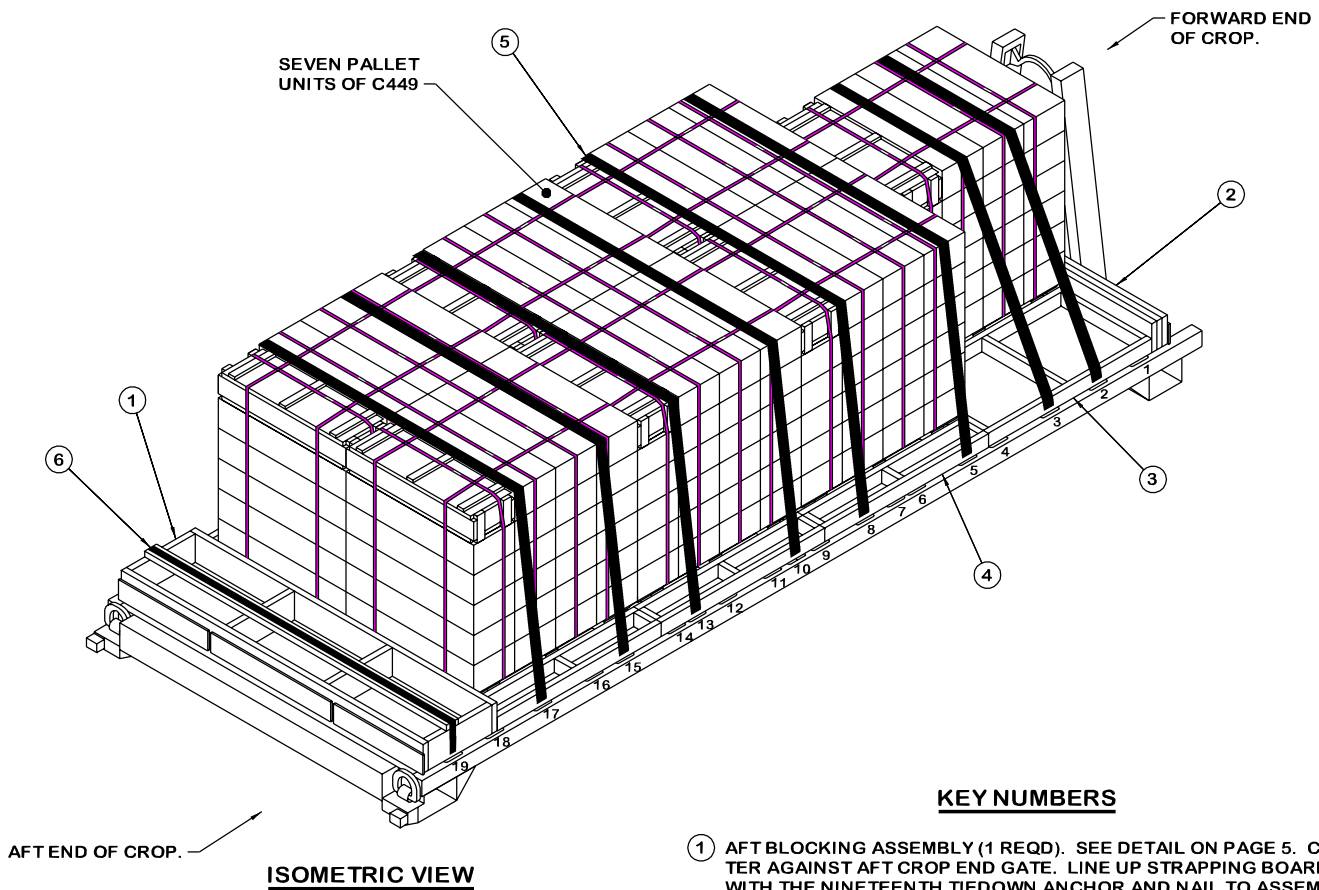 FORWARD END
OF CROP.
5
SEVEN PALLET
UNITS OF C449
2
1
6
3
4
1
2
3
4
5
6
7
8
9
10
11
12
13
14
15
16
17
18
19
AFT END OF CROP.
ISOMETRIC VIEW
KEY NUMBERS
1 AFT BLOCKING ASSEMBLY (1 REQD). SEE DETAIL ON PAGE 5. C
TER AGAINST AFT CROP END GATE. LINE UP STRAPPING BOAR
WITH THE NINETEENTH TIEDOWN ANCHOR AND NAIL TO ASSEM